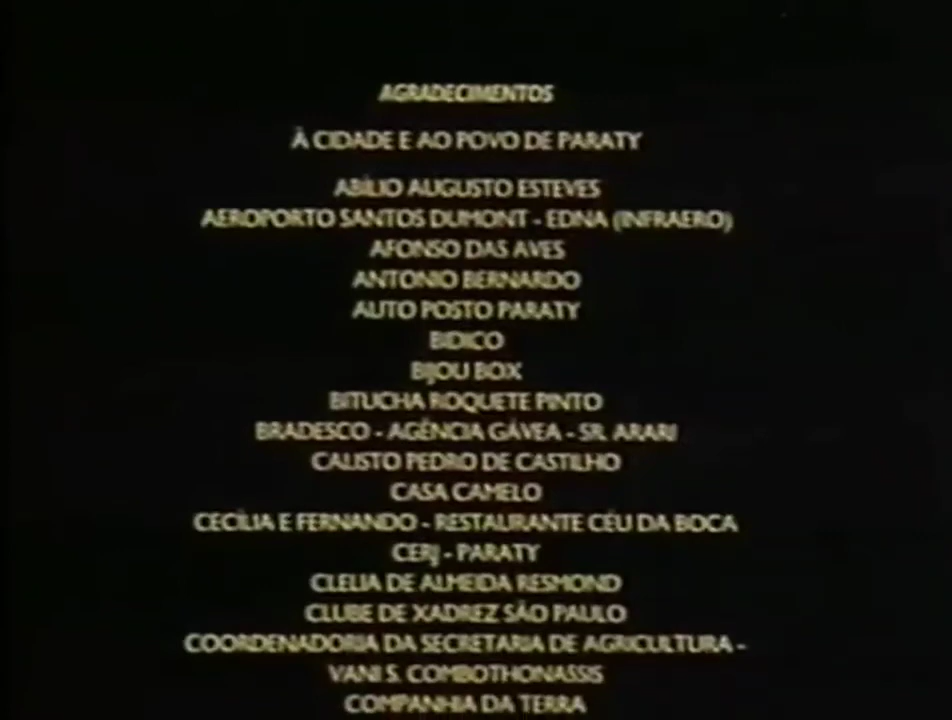 AGRADECIMENTOS
À CIDADE E AO POVO DE PARATY
ABÍLIO AUGUSTO ESTEVES
AEROPORTO SANTOS DUMONT - EDNA (INFRAERO)
AFONSO DAS AVES
ANTONIO BERNARDO
AUTO POSTO PARATY
BIDICO
BIJOU BOX
BITUCHA ROQUETE PINTO
BRADESCO - AGÊNCIA GÁVEA - SR. ARARI
CALISTO PEDRO DE CASTILHO
CASA CAMELO
CECÍLIA E FERNANDO - RESTAURANTE CÉU DA BOCA
CERJ - PARATY
CLELIA DE ALMEIDA RESMOND
CLUBE DE XADREZ SÃO PAULO
COORDENADORIA DA SECRETARIA DE AGRICULTURA -
VANI S. COMBOTHONASSIS
COMPANHIA DA TERRA